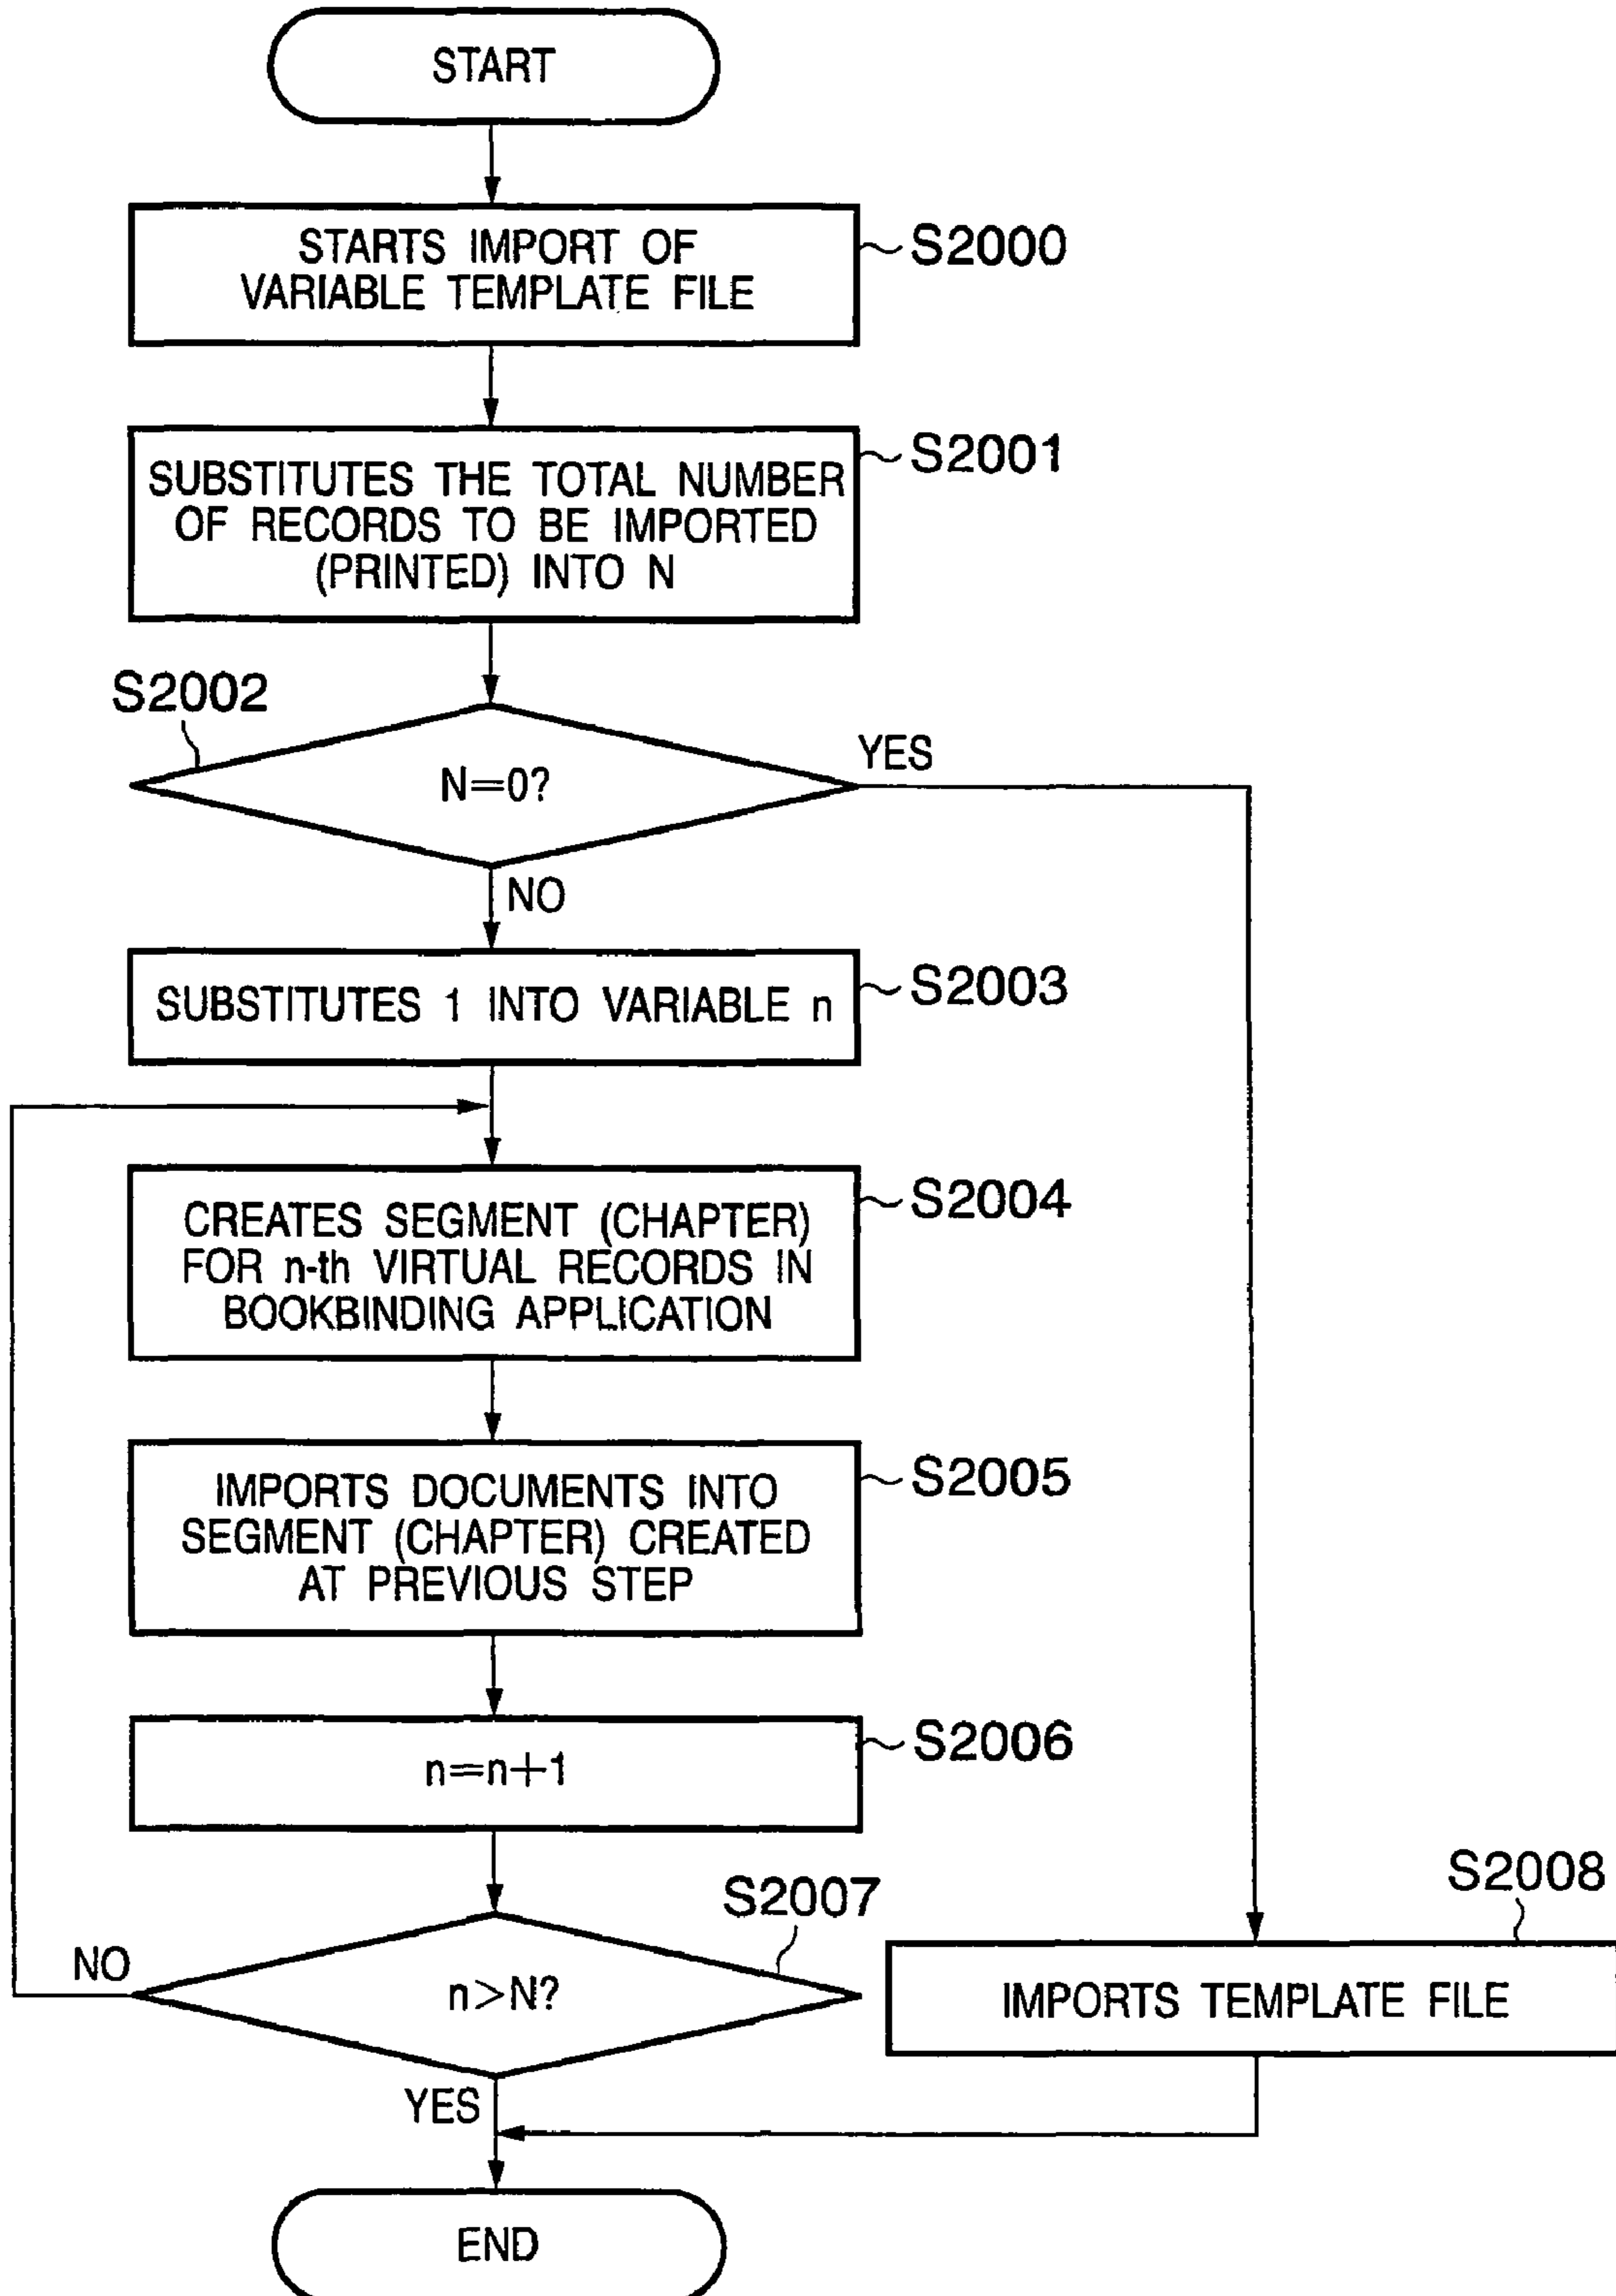 START
STARTS IMPORT OF
VARIABLE TEMPLATE FILE
S2000
SUBSTITUTES THE TOTAL NUMBER
OF RECORDS TO BE IMPORTED
(PRINTED) INTO N
S2001
S2002
N=0?
YES
NO
SUBSTITUTES 1 INTO VARIABLE n
S2003
CREATES SEGMENT (CHAPTER)
FOR n-th VIRTUAL RECORDS IN
BOOKBINDING APPLICATION
S2004
IMPORTS DOCUMENTS INTO
SEGMENT (CHAPTER) CREATED
AT PREVIOUS STEP
S2005
n=n+1
S2006
S2007
n>N?
NO
YES
S2008
IMPORTS TEMPLATE FILE
END